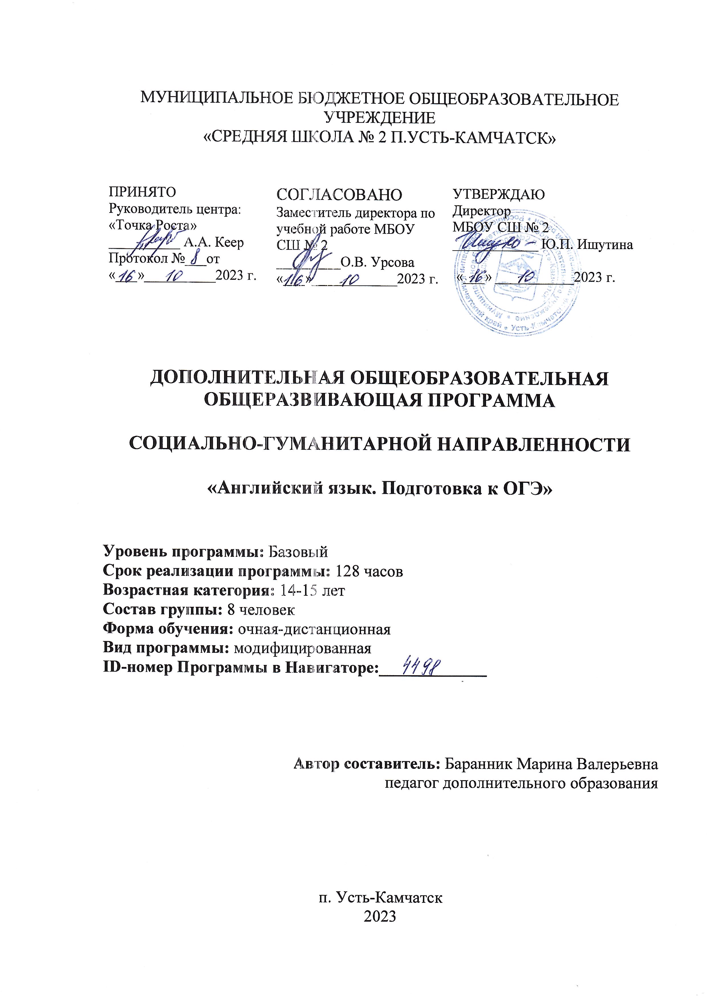 МУНИЦИПАЛЬНОЕ БЮДЖЕТНОЕ ОБЩЕОБРАЗОВАТЕЛЬНОЕ
УЧРЕЖДЕНИЕ
«СРЕДНЯЯ ШКОЛА № 2 П.УСТЬ-КАМЧАТСК»
ПРИНЯТО
Руководитель центра:
«Точка Роста»
__________ А.А. Кеер
Протокол № 8 от
«16» 10 2023 г.
СОГЛАСОВАНО
Заместитель директора по
учебной работе МБОУ
СШ № 2
_________О.В. Урсова
«16» 10 2023 г.
УТВЕРЖДАЮ
Директор
МБОУ СШ № 2
____________ Ю.П. Ишутина
«16» 10 2023 г.
ДОПОЛНИТЕЛЬНАЯ ОБЩЕОБРАЗОВАТЕЛЬНАЯ
ОБЩЕРАЗВИВАЮЩАЯ ПРОГРАММА
СОЦИАЛЬНО-ГУМАНИТАРНОЙ НАПРАВЛЕННОСТИ
«Английский язык. Подготовка к ОГЭ»
Уровень программы: Базовый
Срок реализации программы: 128 часов
Возрастная категория: 14-15 лет
Состав группы: 8 человек
Форма обучения: очная-дистанционная
Вид программы: модифицированная
ID-номер Программы в Навигаторе: 4498
Автор составитель: Баранник Марина Валерьевна
педагог дополнительного образования
п. Усть-Камчатск
2023